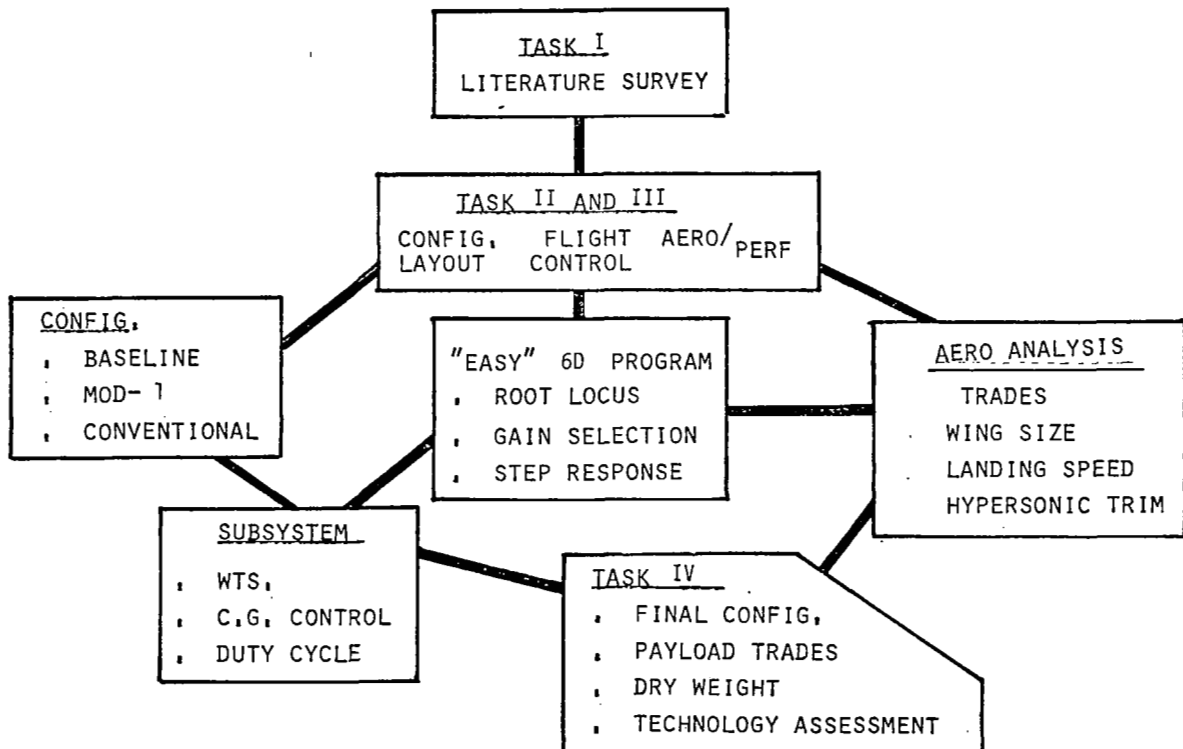 TASK I
LITERATURE SURVEY
TASK II AND III
CONFIG. FLIGHT AERO/PERF
LAYOUT CONTROL
CONFIG.
. BASELINE
. MOD-1
. CONVENTIONAL
"EASY" 6D PROGRAM
. ROOT LOCUS
. GAIN SELECTION
. STEP RESPONSE
AERO ANALYSIS
TRADES
WING SIZE
LANDING SPEED
HYPERSONIC TRIM
SUBSYSTEM
. WTS.
. C.G. CONTROL
. DUTY CYCLE
TASK IV
. FINAL CONFIG.
. PAYLOAD TRADES
. DRY WEIGHT
. TECHNOLOGY ASSESSMENT